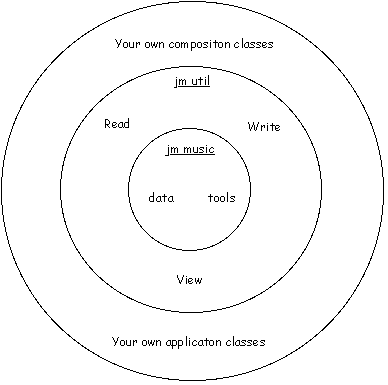 Your own compositon classes
jm util
Read
Write
jm music
data
tools
View
Your own applicaton classes